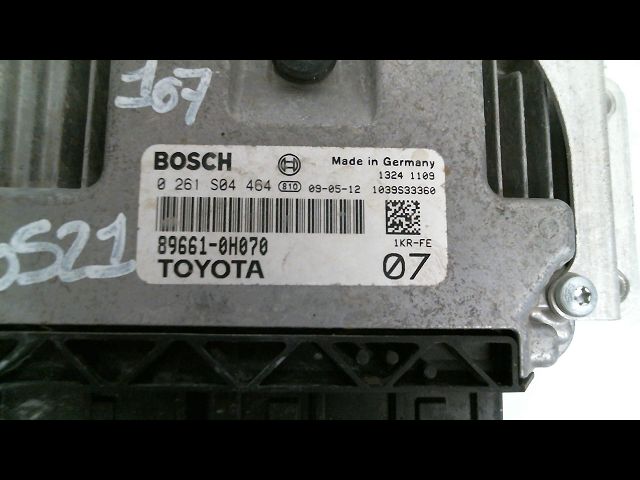 107
BOSCH Made in Germany
1324 1109
0 261 S04 464 810 09-05-12 1039S33360
89661-0H070 1KR-FE
TOYOTA 07
0521